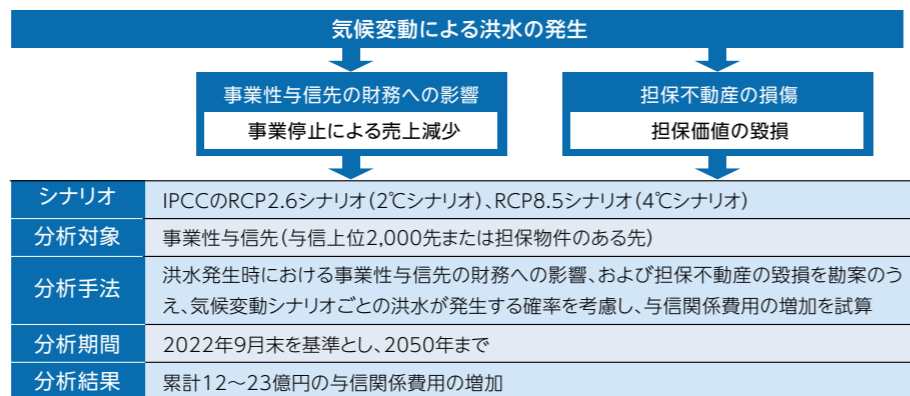 気候変動による洪水の発生
事業性与信先の財務への影響
事業停止による売上減少
担保不動産の損傷
担保価値の毀損
シナリオ
IPCCのRCP2.6シナリオ(2℃シナリオ)、RCP8.5シナリオ(4℃シナリオ)
分析対象
事業性与信先(与信上位2,000先または担保物件のある先)
分析手法
洪水発生時における事業性与信先の財務への影響、および担保不動産の毀損を勘案のう
え、気候変動シナリオごとの洪水が発生する確率を考慮し、与信関係費用の増加を試算
分析期間
2022年9月末を基準とし、2050年まで
分析結果
累計12～23億円の与信関係費用の増加